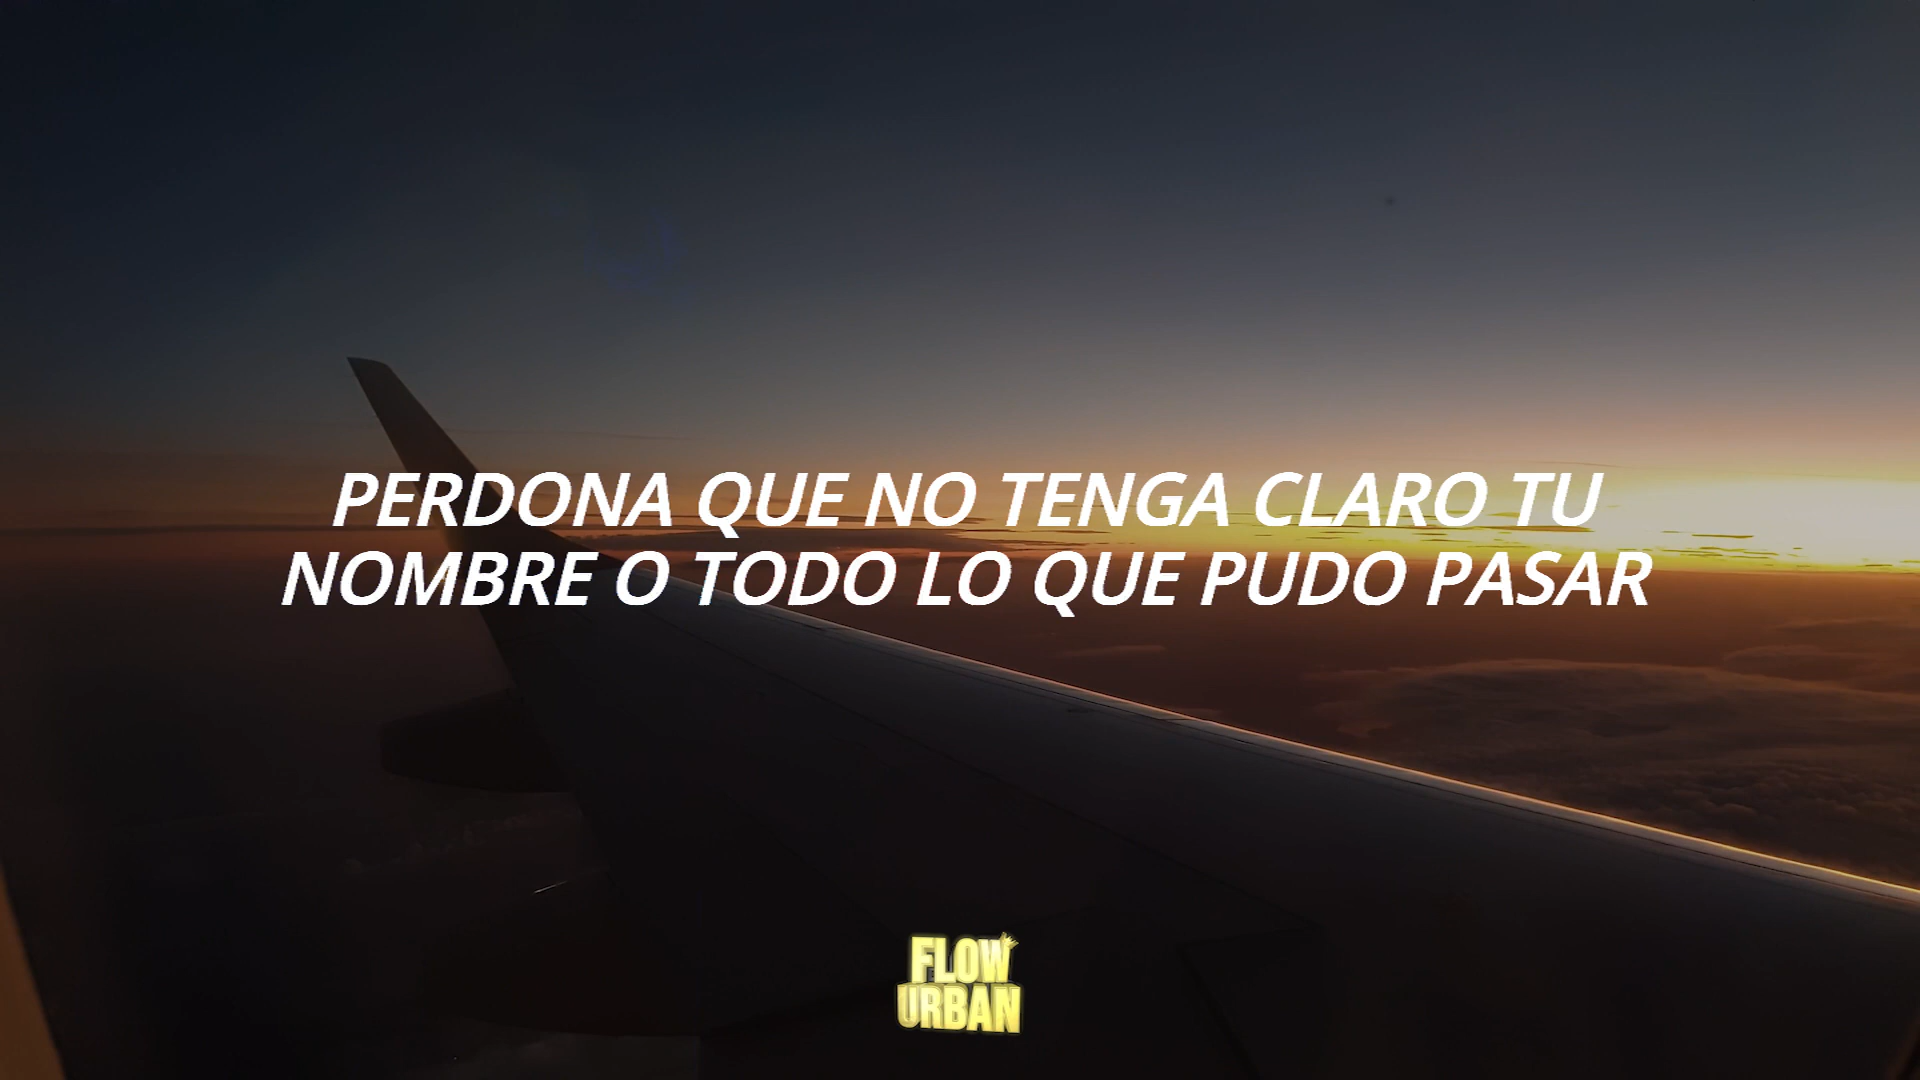 PERDONA QUE NO TENGA CLARO TU
NOMBRE O TODO LO QUE PUDO PASAR
FLOW
URBAN